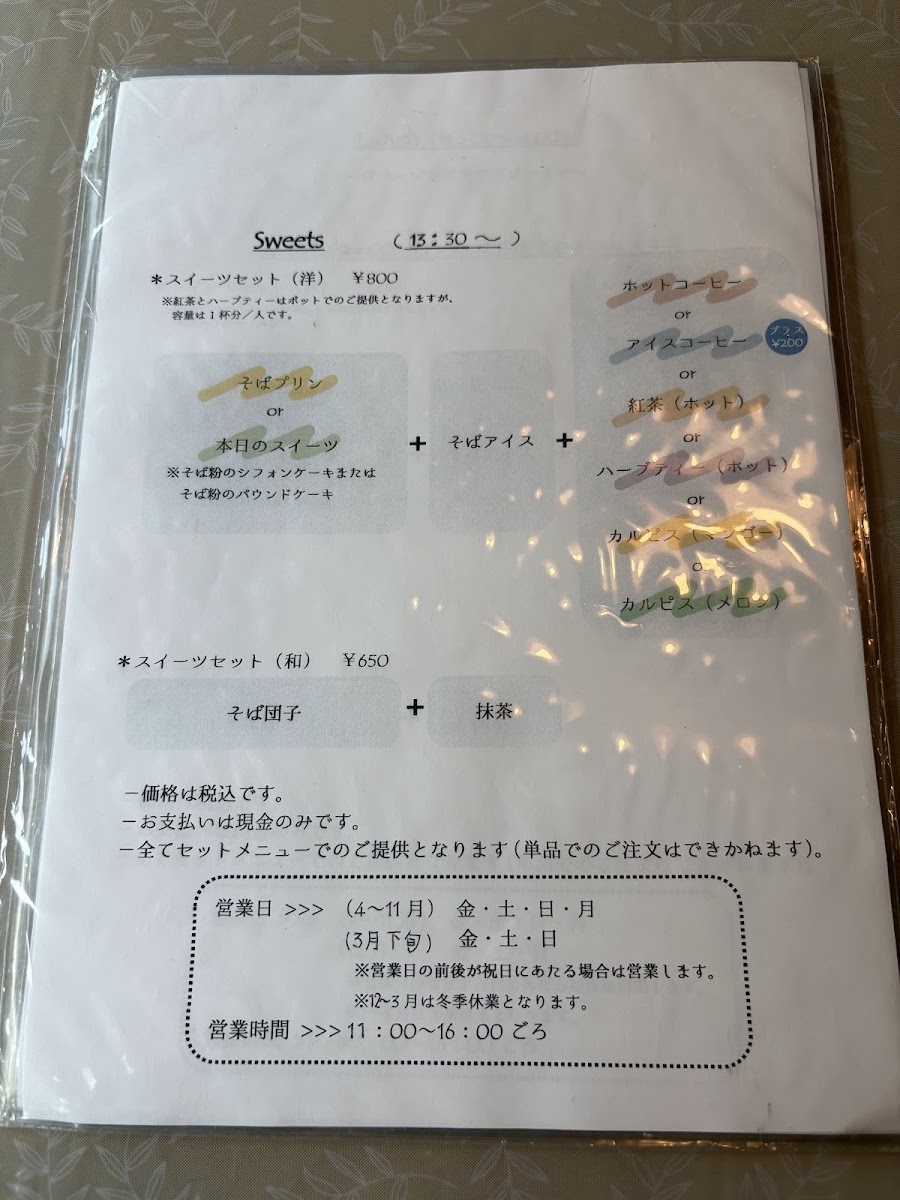 Sweets （13：30～）
＊スイーツセット（洋） ￥800
※紅茶とハーブティーはポットでのご提供となりますが、
容量は1杯分／人です。
そばプリン
or
本日のスイーツ
※そば粉のシフォンケーキまたは
そば粉のパウンドケーキ
+
そばアイス
+
ホットコーヒー
or
アイスコーヒー
プラス
¥200
or
紅茶（ホット）
or
ハーブティー（ホット）
or
カルピス（マンゴー）
or
カルピス（メロン）
＊スイーツセット（和） ￥650
そば団子 + 抹茶
－価格は税込です。
－お支払いは現金のみです。
－全てセットメニューでのご提供となります（単品でのご注文はできかねます）。
営業日 >>> （4～11月） 金・土・日・月
(3月下旬) 金・土・日
※営業日の前後が祝日にあたる場合は営業します。
※12～3月は冬季休業となります。
営業時間 >>> 11：00～16：00 ごろ